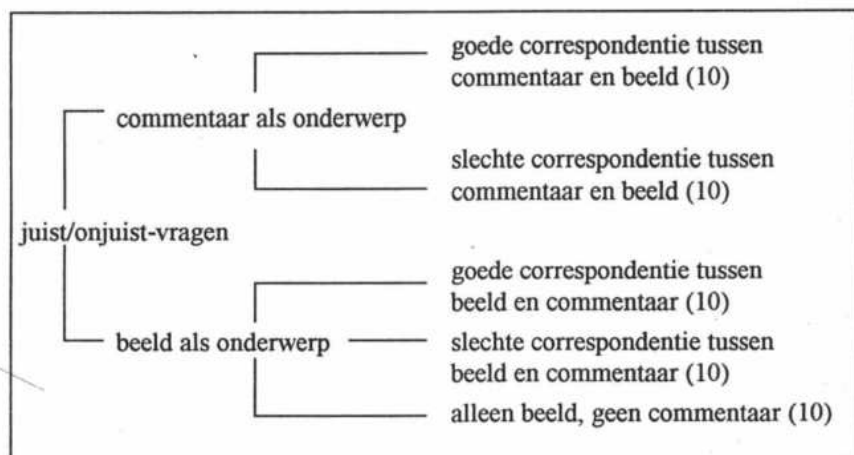 goede correspondentie tussen
commentaar en beeld (10)
commentaar als onderwerp
slechte correspondentie tussen
commentaar en beeld (10)
juist/onjuist-vragen
goede correspondentie tussen
beeld en commentaar (10)
beeld als onderwerp
slechte correspondentie tussen
beeld en commentaar (10)
alleen beeld, geen commentaar (10)